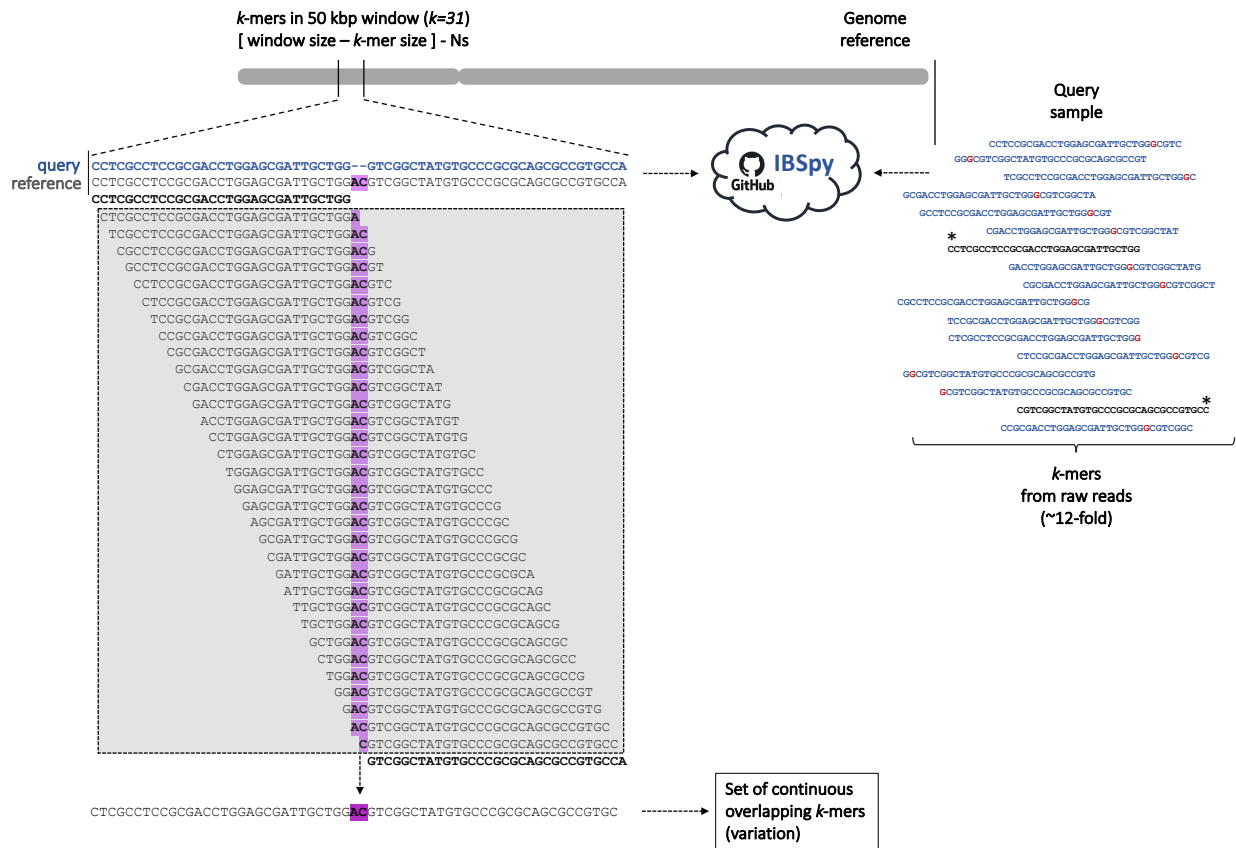 k-mers in 50 kbp window (k=31)
[ window size – k-mer size ] - Ns
Genome
reference
Query
sample
query
CCTCGCCTCCGCGACCTGGAGCGATTGCTGG--GTCGGCTATGTGCCCGCGCAGCGCCGTGCCA
reference
CCTCGCCTCCGCGACCTGGAGCGATTGCTGGACGTCGGCTATGTGCCCGCGCAGCGCCGTGCCA
CCTCGCCTCCGCGACCTGGAGCGATTGCTGG
CTCGCCTCCGCGACCTGGAGCGATTGCTGGA
TCGCCTCCGCGACCTGGAGCGATTGCTGGAC
CGCCTCCGCGACCTGGAGCGATTGCTGGACG
GCCTCCGCGACCTGGAGCGATTGCTGGACGT
CCTCCGCGACCTGGAGCGATTGCTGGACGTC
CTCCGCGACCTGGAGCGATTGCTGGACGTCG
TCCGCGACCTGGAGCGATTGCTGGACGTCGG
CCGCGACCTGGAGCGATTGCTGGACGTCGGC
CGCGACCTGGAGCGATTGCTGGACGTCGGCT
GCGACCTGGAGCGATTGCTGGACGTCGGCTA
CGACCTGGAGCGATTGCTGGACGTCGGCTAT
GACCTGGAGCGATTGCTGGACGTCGGCTATG
ACCTGGAGCGATTGCTGGACGTCGGCTATGT
CCTGGAGCGATTGCTGGACGTCGGCTATGTG
CTGGAGCGATTGCTGGACGTCGGCTATGTGC
TGGAGCGATTGCTGGACGTCGGCTATGTGCC
GGAGCGATTGCTGGACGTCGGCTATGTGCCC
GAGCGATTGCTGGACGTCGGCTATGTGCCCG
AGCGATTGCTGGACGTCGGCTATGTGCCCGC
GCGATTGCTGGACGTCGGCTATGTGCCCGCG
CGATTGCTGGACGTCGGCTATGTGCCCGCGC
GATTGCTGGACGTCGGCTATGTGCCCGCGCA
ATTGCTGGACGTCGGCTATGTGCCCGCGCAG
TTGCTGGACGTCGGCTATGTGCCCGCGCAGC
TGCTGGACGTCGGCTATGTGCCCGCGCAGCG
GCTGGACGTCGGCTATGTGCCCGCGCAGCGC
CTGGACGTCGGCTATGTGCCCGCGCAGCGCC
TGGACGTCGGCTATGTGCCCGCGCAGCGCCG
GGACGTCGGCTATGTGCCCGCGCAGCGCCGT
GACGTCGGCTATGTGCCCGCGCAGCGCCGTG
ACGTCGGCTATGTGCCCGCGCAGCGCCGTGC
CGTCGGCTATGTGCCCGCGCAGCGCCGTGCC
GTCGGCTATGTGCCCGCGCAGCGCCGTGCCA
CTCGCCTCCGCGACCTGGAGCGATTGCTGGACGTCGGCTATGTGCCCGCGCAGCGCCGTGC
Set of continuous
overlapping k-mers
(variation)
GitHub
IBSpy
CCTCCGCGACCTGGAGCGATTGCTGGGCGTC
GGGCGTCGGCTATGTGCCCGCGCAGCGCCGT
TCCGCGACCTGGAGCGATTGCTGGGC
GCGACCTGGAGCGATTGCTGGGCGTCGGCTA
GCCTCCGCGACCTGGAGCGATTGCTGGGCGT
CGACCTGGAGCGATTGCTGGGCGTCGGCTAT
*
CCTCGCCTCCGCGACCTGGAGCGATTGCTGG
GACCTGGAGCGATTGCTGGGCGTCGGCTATG
CGCGACCTGGAGCGATTGCTGGGCGTCGGCT
CGCCTCCGCGACCTGGAGCGATTGCTGGGCG
TCCGCGACCTGGAGCGATTGCTGGGCGTCGG
CTCGCCTCCGCGACCTGGAGCGATTGCTGGG
CTCCGCGACCTGGAGCGATTGCTGGGCGTCG
GGCGTCGGCTATGTGCCCGCGCAGCGCCGTG
GCGTCGGCTATGTGCCCGCGCAGCGCCGTGC
*
CGTCGGCTATGTGCCCGCGCAGCGCCGTGCC
CCGCGACCTGGAGCGATTGCTGGGCGTCGGC
k-mers
from raw reads
(~12-fold)